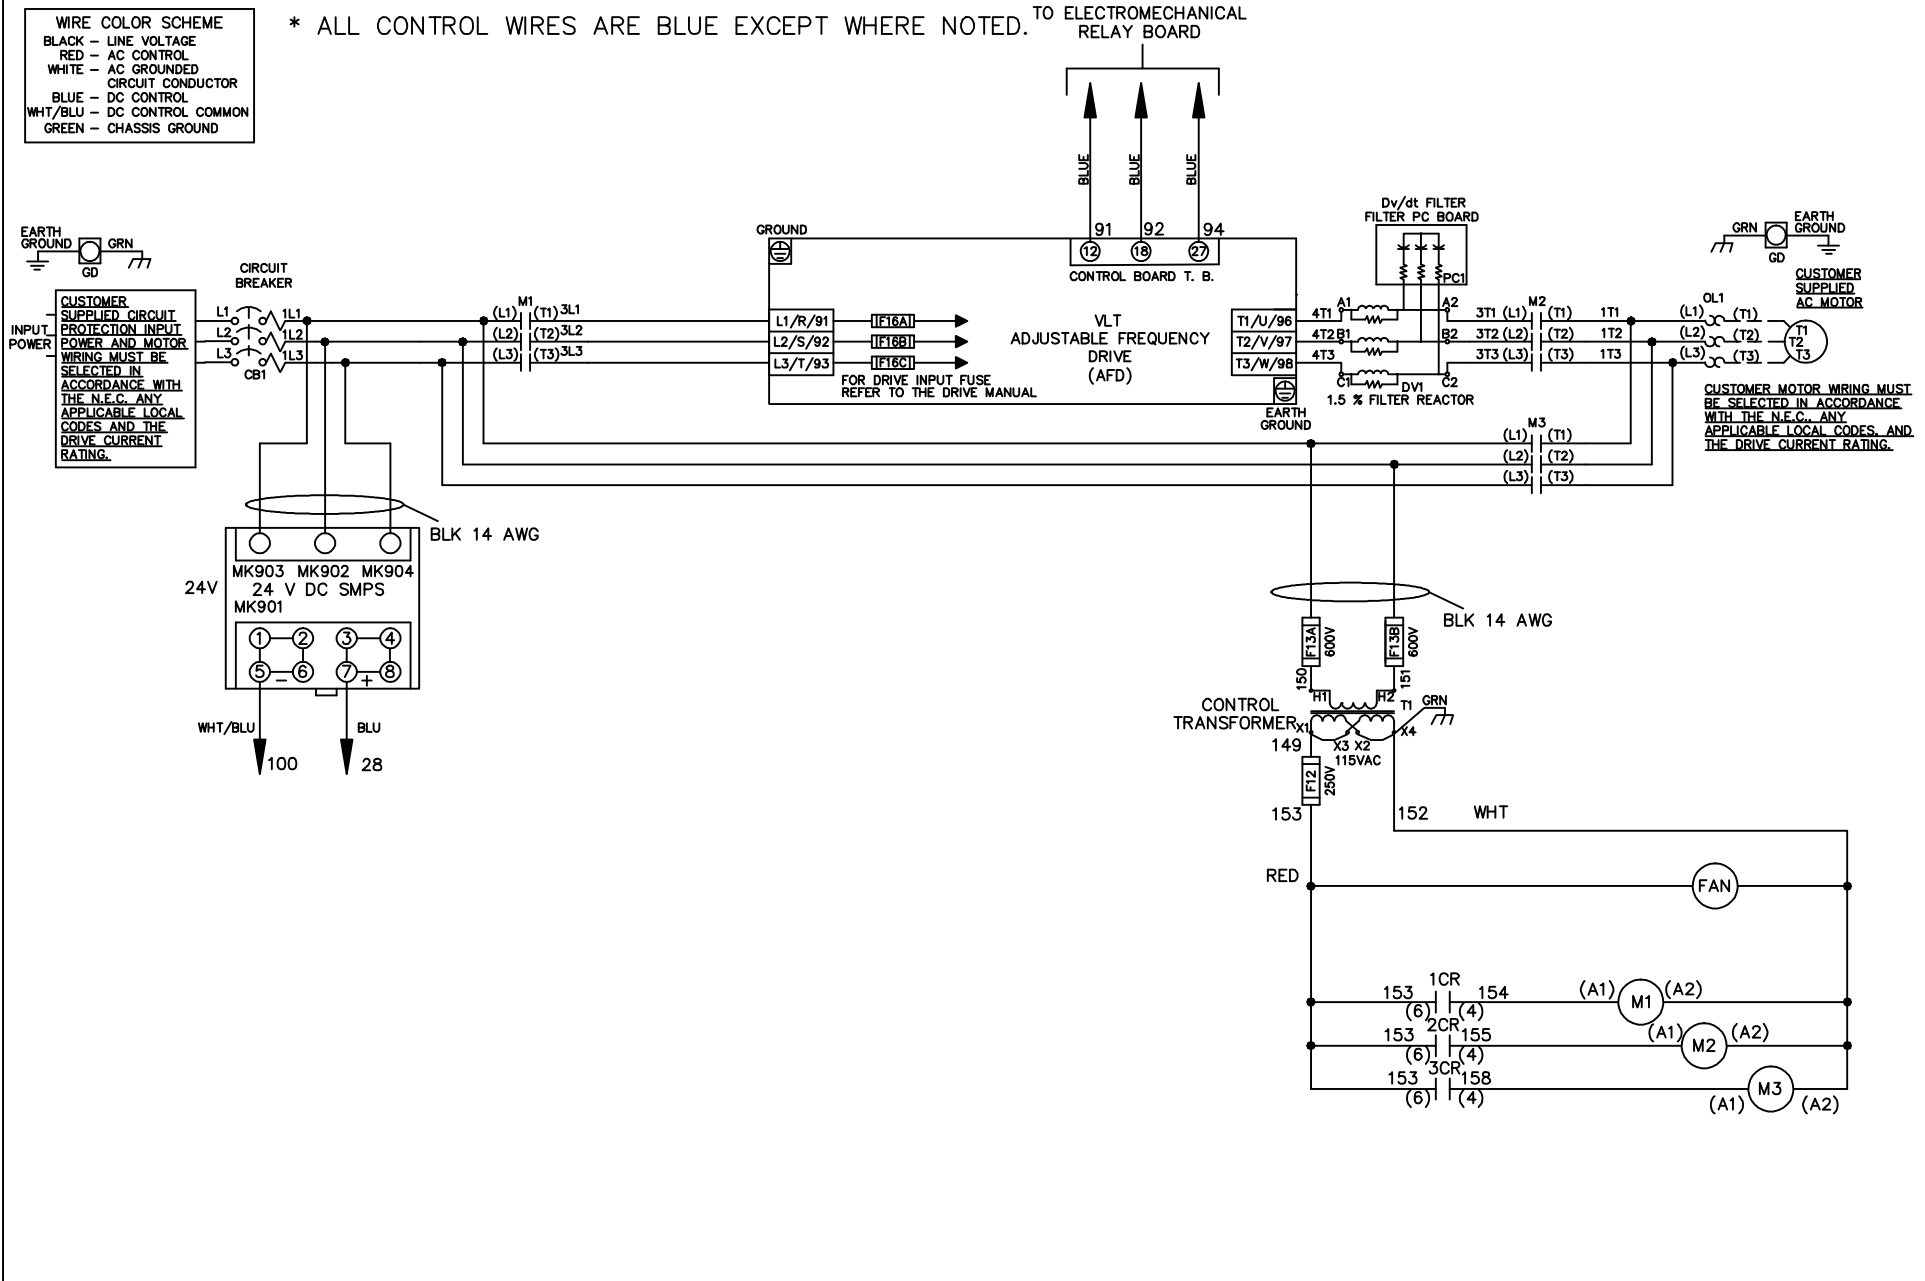 WIRE COLOR SCHEME
BLACK – LINE VOLTAGE
RED – AC CONTROL
WHITE – AC GROUNDED
CIRCUIT CONDUCTOR
BLUE – DC CONTROL
WHT/BLU – DC CONTROL COMMON
GREEN – CHASSIS GROUND
* ALL CONTROL WIRES ARE BLUE EXCEPT WHERE NOTED.
TO ELECTROMECHANICAL
RELAY BOARD
BLUE
BLUE
BLUE
91
92
94
12
18
27
CONTROL BOARD T. B.
EARTH
GROUND
GRN
GD
CIRCUIT
BREAKER
INPUT
POWER
CUSTOMER
SUPPLIED CIRCUIT
PROTECTION INPUT
POWER AND MOTOR
WIRING MUST BE
SELECTED IN
ACCORDANCE WITH
THE N.E.C. ANY
APPLICABLE LOCAL
CODES AND THE
DRIVE CURRENT
RATING.
L1
1L1
L2
1L2
L3
1L3
CB1
M1
(L1) (T1) 3L1
(L2) (T2) 3L2
(L3) (T3) 3L3
GROUND
L1/R/91
L2/S/92
L3/T/93
F16A
F16B
F16C
FOR DRIVE INPUT FUSE
REFER TO THE DRIVE MANUAL
VLT
ADJUSTABLE FREQUENCY
DRIVE
(AFD)
T1/U/96
T2/V/97
T3/W/98
EARTH
GROUND
4T1
4T2
4T3
Dv/dt FILTER
FILTER PC BOARD
PC1
A1
A2
B1
B2
C1
C2
DV1
1.5 % FILTER REACTOR
M2
3T1 (L1) (T1) 1T1
3T2 (L2) (T2) 1T2
3T3 (L3) (T3) 1T3
M3
(L1) (T1)
(L2) (T2)
(L3) (T3)
GRN
GD
EARTH
GROUND
CUSTOMER
SUPPLIED
AC MOTOR
OL1
(L1) (T1)
(L2) (T2)
(L3) (T3)
T1
T2
T3
CUSTOMER MOTOR WIRING MUST
BE SELECTED IN ACCORDANCE
WITH THE N.E.C., ANY
APPLICABLE LOCAL CODES, AND
THE DRIVE CURRENT RATING.
BLK 14 AWG
MK903 MK902 MK904
24V
24 V DC SMPS
MK901
1 2 3 4
5 6 7 8
– +
WHT/BLU
BLU
100
28
BLK 14 AWG
F13A
600V
F13B
600V
150
151
H1
H2
CONTROL
TRANSFORMER
T1
GRN
X1
X3 X2
X4
115VAC
149
F12
250V
153
152
WHT
RED
FAN
1CR
153 154
(6) (4)
(A1) M1 (A2)
2CR
153 155
(6) (4)
(A1) M2 (A2)
3CR
153 158
(6) (4)
(A1) M3 (A2)